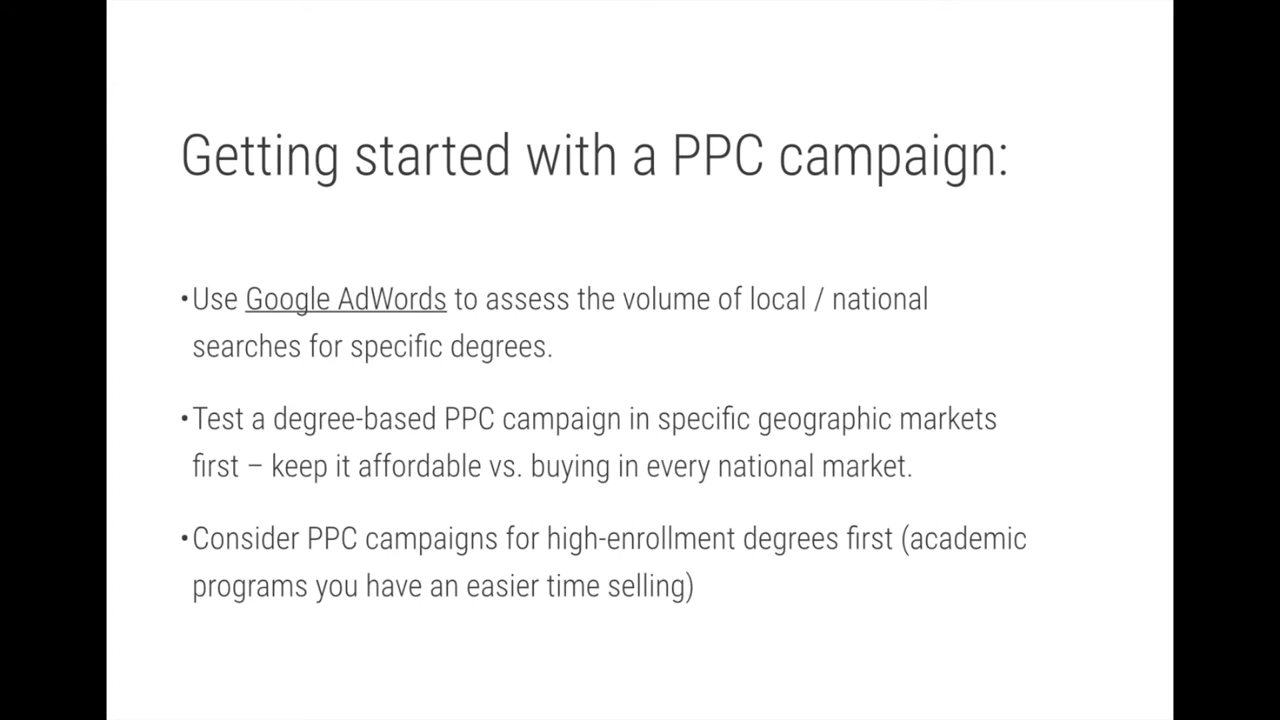 Getting started with a PPC campaign:
•Use Google AdWords to assess the volume of local / national
searches for specific degrees.
•Test a degree-based PPC campaign in specific geographic markets
first – keep it affordable vs. buying in every national market.
•Consider PPC campaigns for high-enrollment degrees first (academic
programs you have an easier time selling)